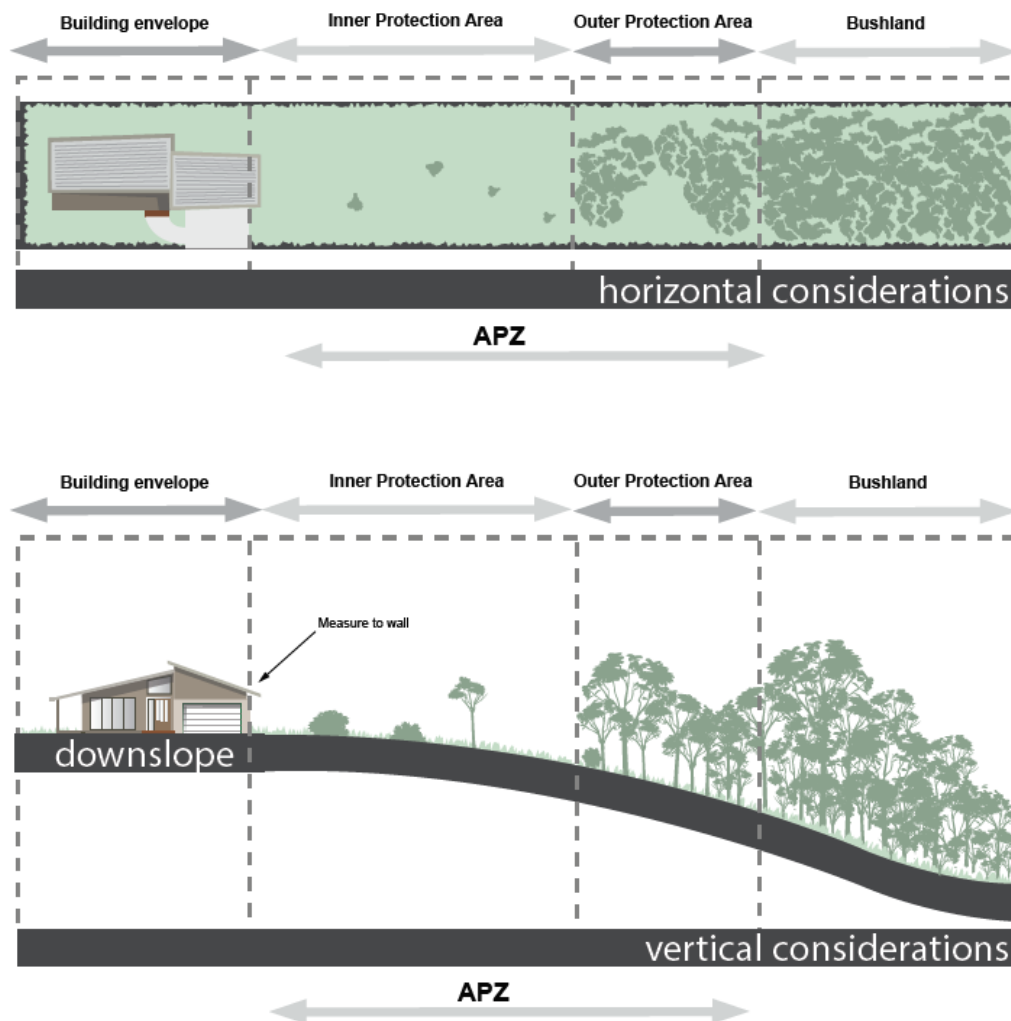 Building envelope
Inner Protection Area
Outer Protection Area
Bushland
horizontal considerations
APZ
Building envelope
Inner Protection Area
Outer Protection Area
Bushland
Measure to wall
downslope
vertical considerations
APZ